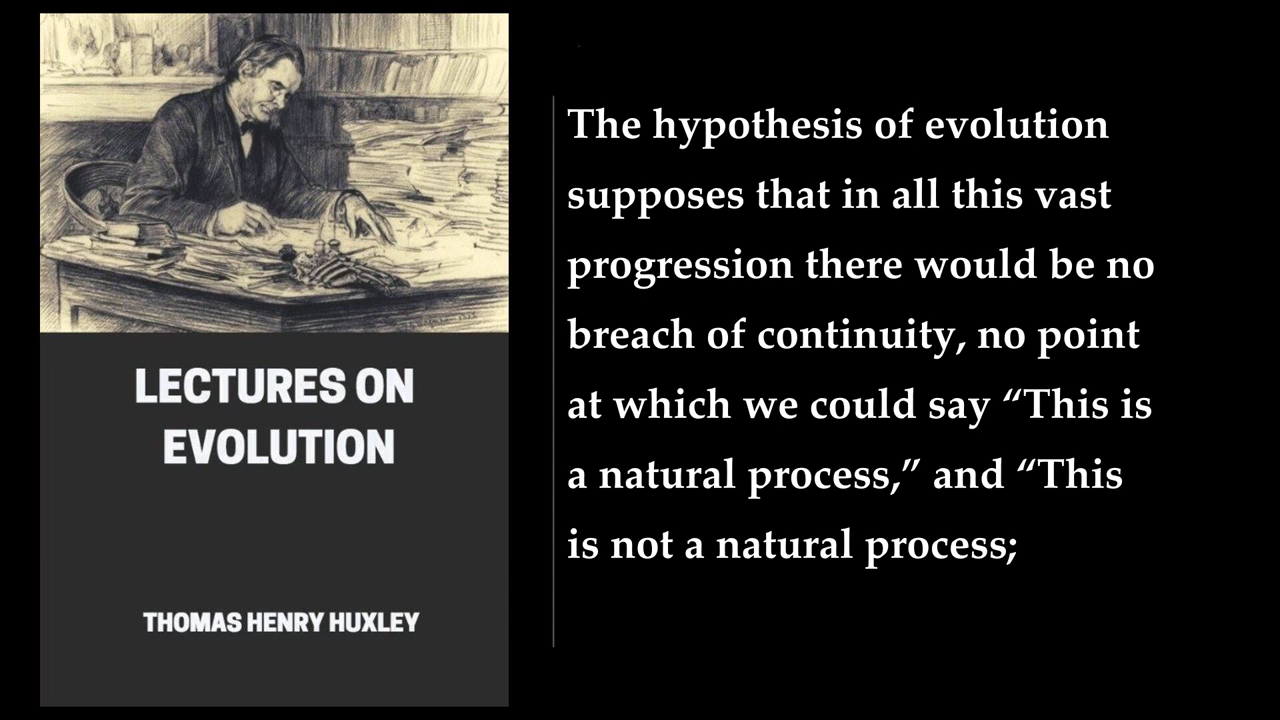 LECTURES ON
EVOLUTION
THOMAS HENRY HUXLEY
The hypothesis of evolution
supposes that in all this vast
progression there would be no
breach of continuity, no point
at which we could say “This is
a natural process,” and “This
is not a natural process;